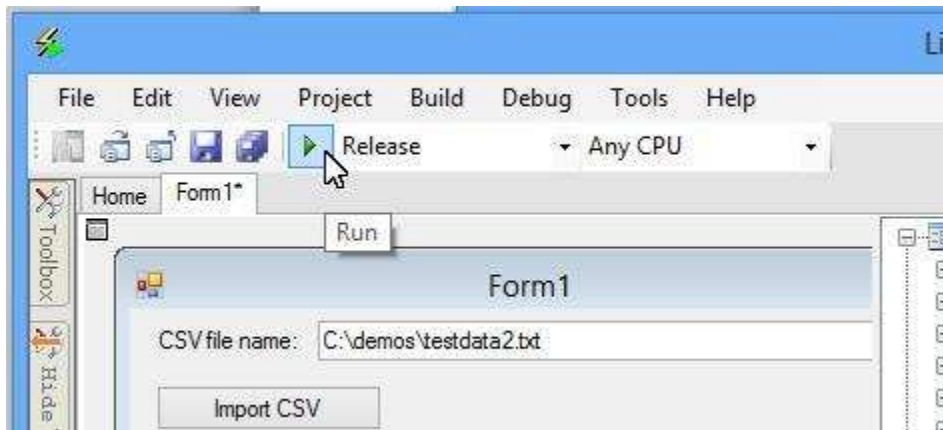 Li
File Edit View Project Build Debug Tools Help
Release Any CPU
Home Form1*
Toolbox
Run
Form1
CSV file name: C:\demos\testdata2.txt
Hide
Import CSV